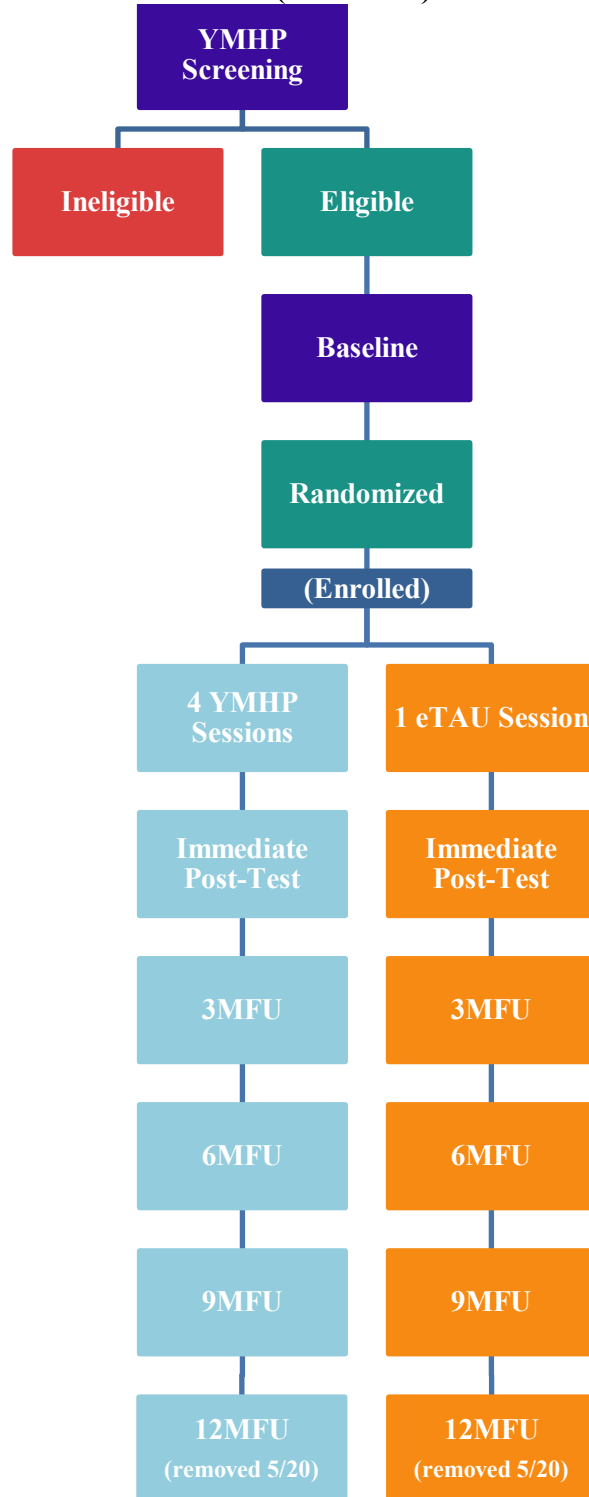 YMHP
Screening
Ineligible
Eligible
Baseline
Randomized
(Enrolled)
4 YMHP
Sessions
1 eTAU Session
Immediate
Post-Test
Immediate
Post-Test
3MFU
3MFU
6MFU
6MFU
9MFU
9MFU
12MFU
(removed 5/20)
12MFU
(removed 5/20)